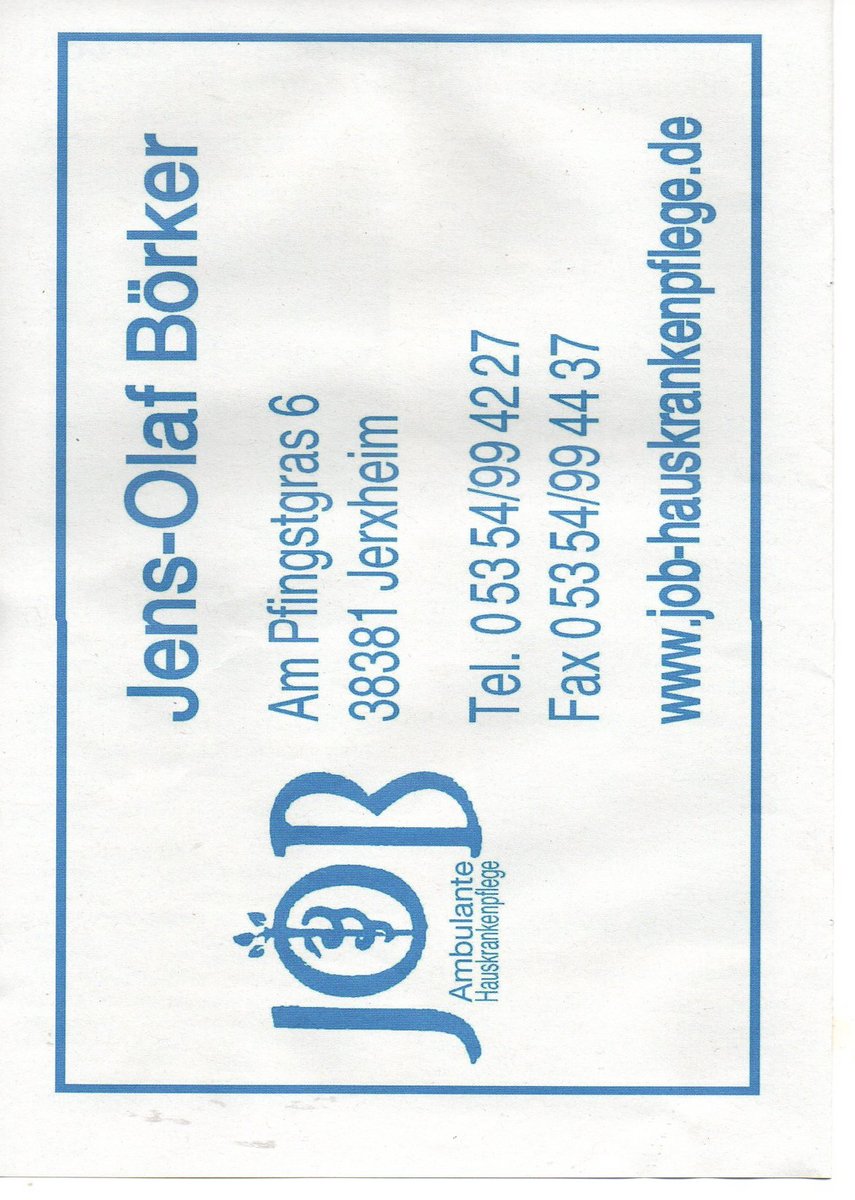 Jens-Olaf Börker
Am Pfingstgras 6
38381 Jerxheim
Tel. 0 53 54/99 42 27
Fax 0 53 54/99 44 37
www.job-hauskrankenpflege.de
JOB
Ambulante
Hauskrankenpflege